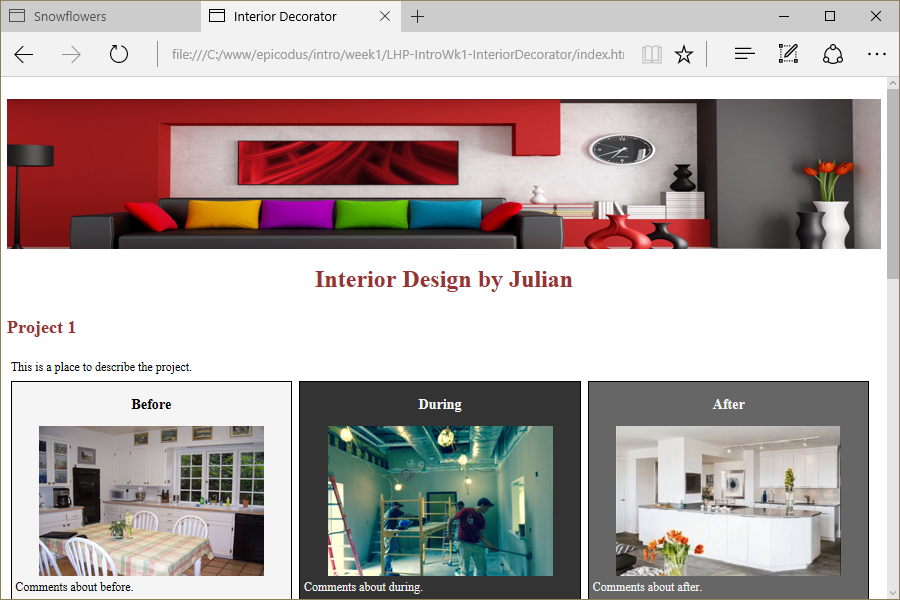 Snowflowers
Interior Decorator
file:///C:/www/epicodus/intro/week1/LHP-IntroWk1-InteriorDecorator/index.ht
Interior Design by Julian
Project 1
This is a place to describe the project.
Before
During
After
Comments about before.
Comments about during.
Comments about after.